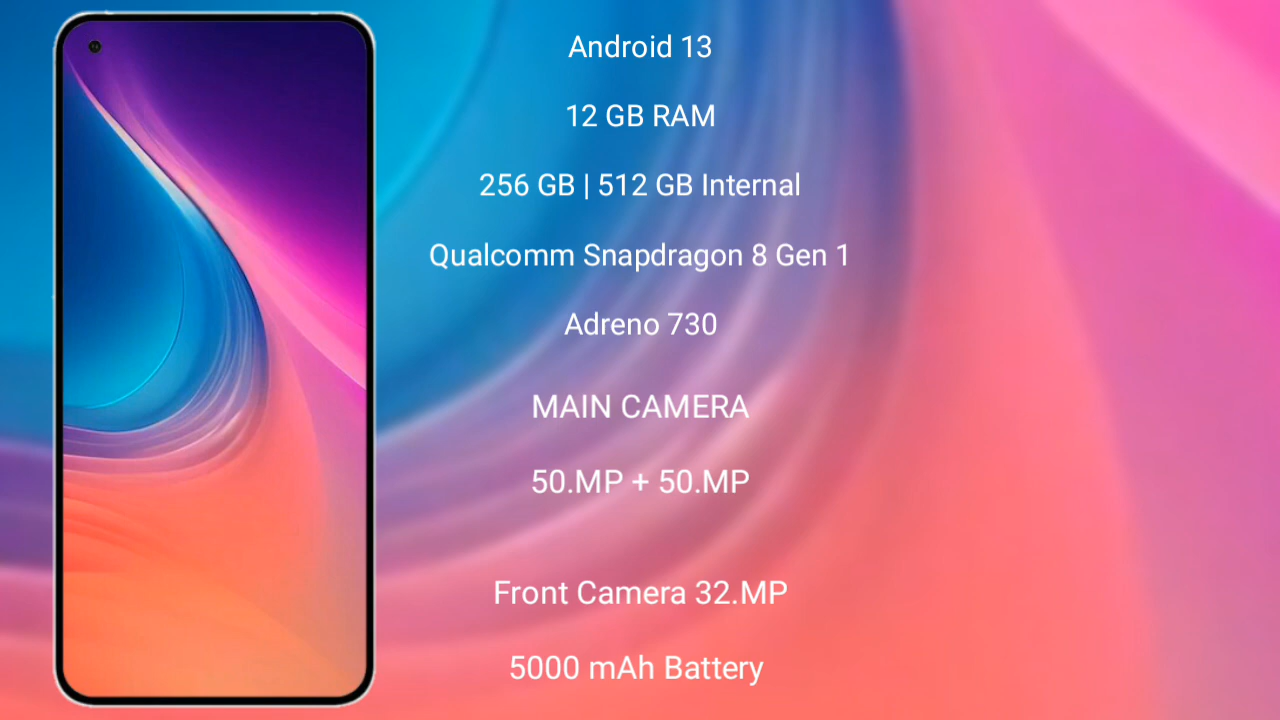 Android 13
12 GB RAM
256 GB | 512 GB Internal
Qualcomm Snapdragon 8 Gen 1
Adreno 730
MAIN CAMERA
50.MP + 50.MP
Front Camera 32.MP
5000 mAh Battery